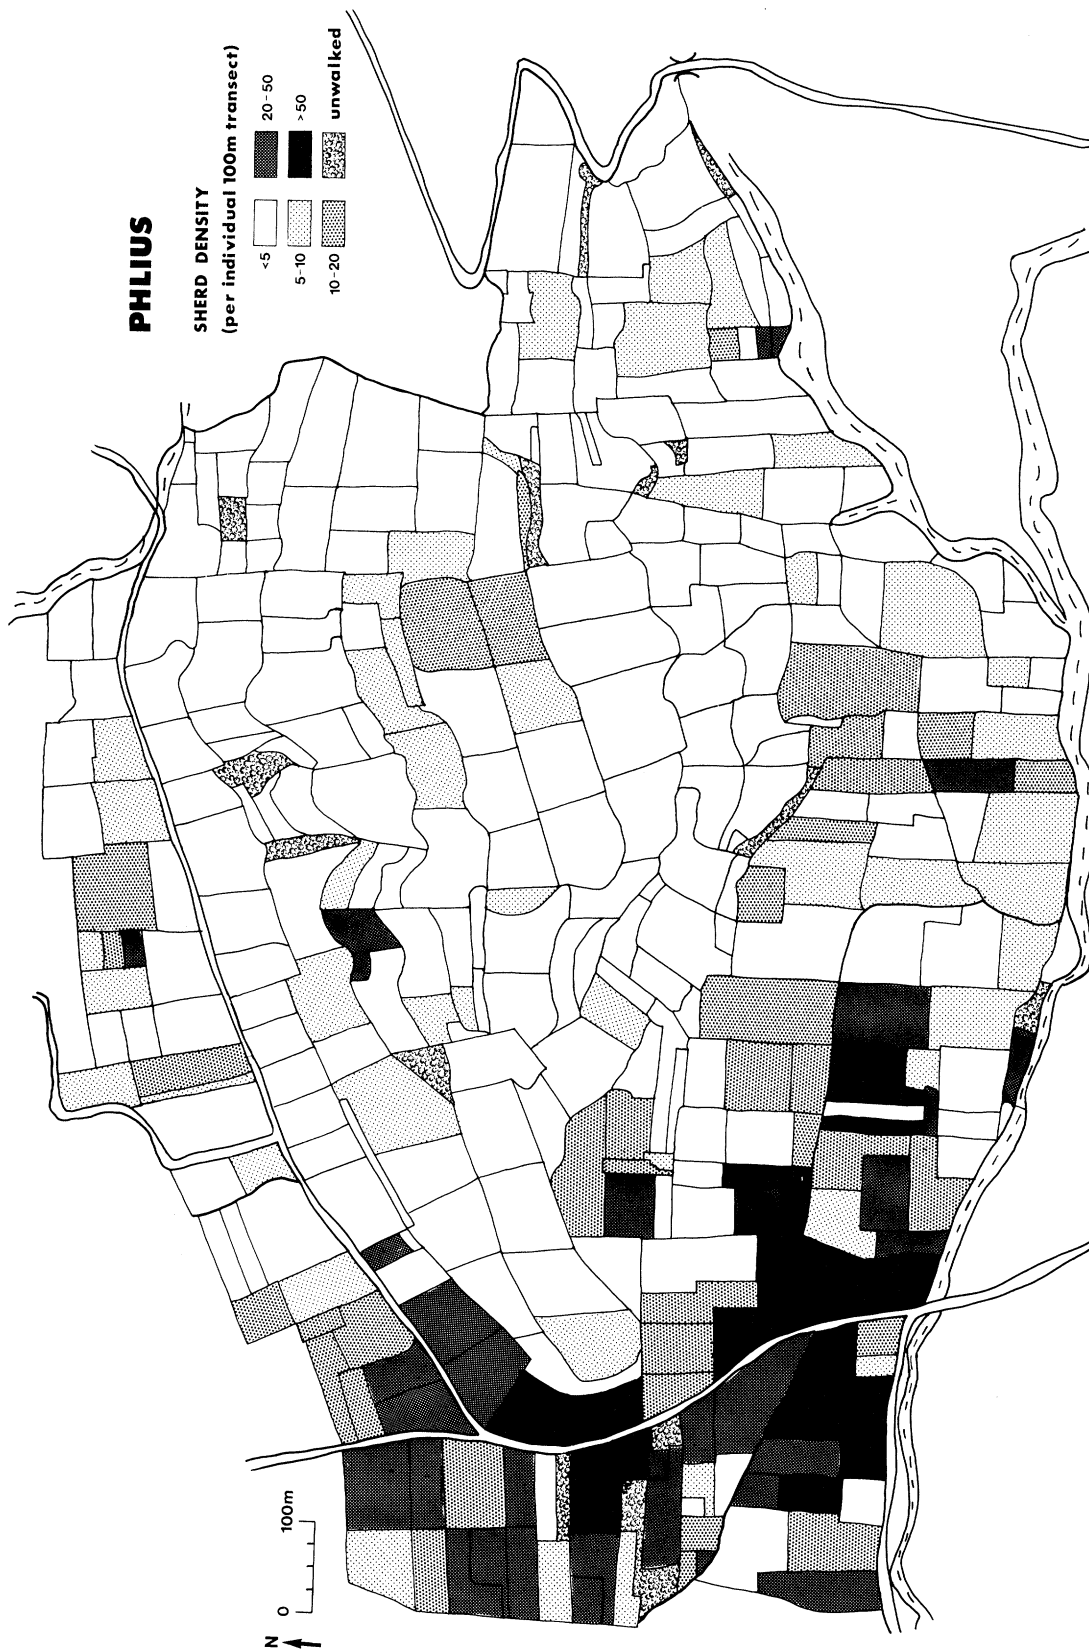 PHLIUS
SHERD DENSITY
(per individual 100m transect)
<5
20-50
5-10
>50
10-20
unwalked
0
100m
N